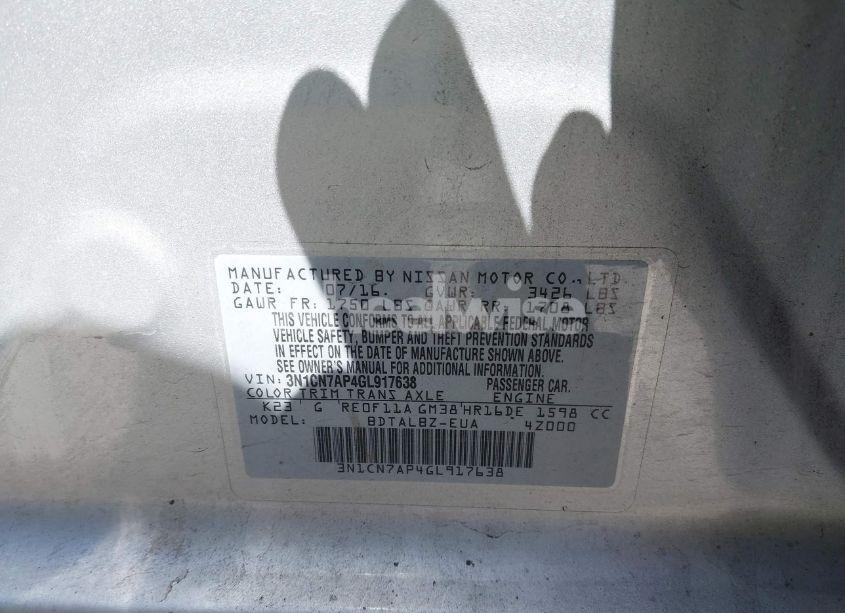 MANUFACTURED BY NISSAN MOTOR CO., LTD.
DATE: 07/16. GVWR: 3426 LBS
GAWR FR: 1750 LBS GAWR RR: 1708 LBS
THIS VEHICLE CONFORMS TO ALL APPLICABLE FEDERAL MOTOR
VEHICLE SAFETY, BUMPER AND THEFT PREVENTION STANDARDS
IN EFFECT ON THE DATE OF MANUFACTURE SHOWN ABOVE.
SEE OWNER'S MANUAL FOR ADDITIONAL INFORMATION.
VIN: 3N1CN7AP4GL917638 PASSENGER CAR.
COLOR TRIM TRANS AXLE ENGINE
K23 G RE0F11A GM38 HR16DE 1598 CC
MODEL: BDTALBZ-EUA 4Z000
3N1CN7AP4GL917638